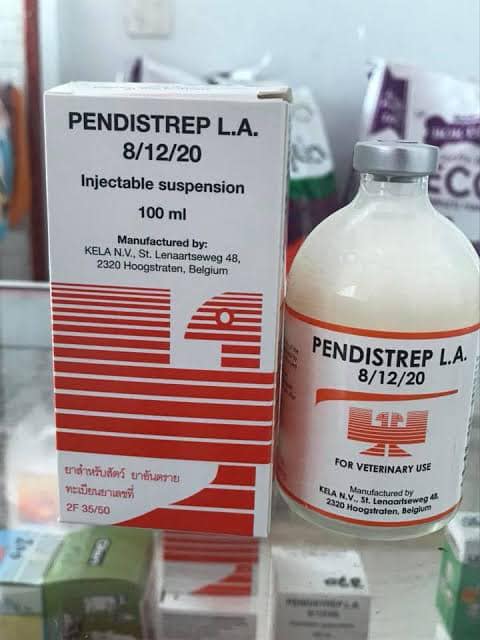 PENDISTREP L.A.
8/12/20
Injectable suspension
100 ml
Manufactured by:
KELA N.V., St. Lenaartseweg 48,
2320 Hoogstraten, Belgium
ยาสำหรับสัตว์ ยาอันตราย
ทะเบียนยาเลขที่
2F 35/50
PENDISTREP L.A.
8/12/20
FOR VETERINARY USE
Manufactured by
KELA N.V., St. Lenaartseweg 48,
2320 Hoogstraten, Belgium
PENDISTREP L.A.